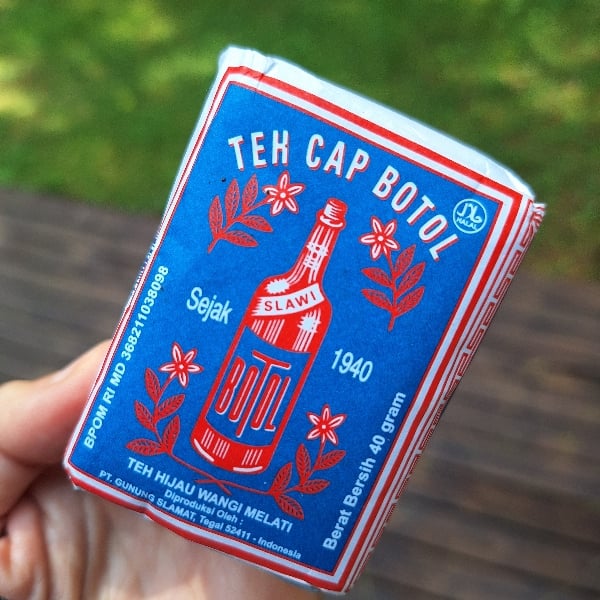 TEH CAP BOTOL
HALAL
SLAWI
Sejak 1940
BOTOL
BPOM RI MD 368211038098
Berat Bersih 40 gram
TEH HIJAU WANGI MELATI
Diproduksi Oleh :
PT. GUNUNG SLAMAT, Tegal 52411 - Indonesia